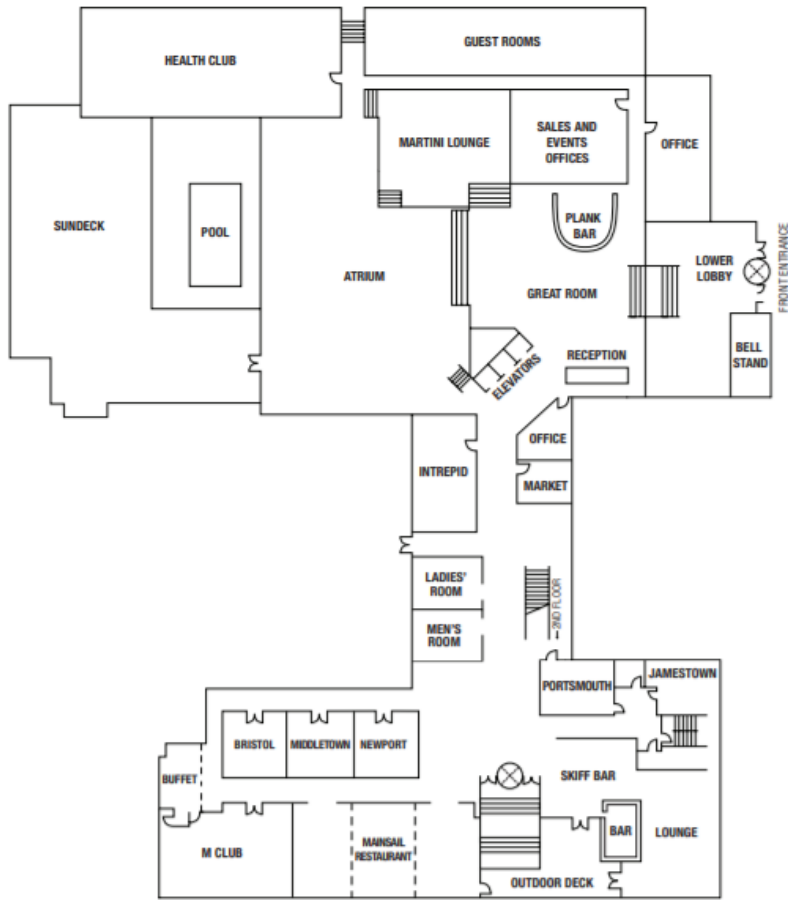 GUEST ROOMS
HEALTH CLUB
MARTINI LOUNGE
SALES AND
EVENTS
OFFICES
OFFICE
SUNDECK
POOL
PLANK
BAR
ATRIUM
GREAT ROOM
LOWER
LOBBY
FRONT ENTRANCE
BELL
STAND
RECEPTION
ELEVATORS
OFFICE
INTREPID
MARKET
LADIES'
ROOM
MEN'S
ROOM
←2ND FLOOR
PORTSMOUTH
JAMESTOWN
BRISTOL
MIDDLETOWN
NEWPORT
BUFFET
SKIFF BAR
M CLUB
MAINSAIL
RESTAURANT
BAR
LOUNGE
OUTDOOR DECK